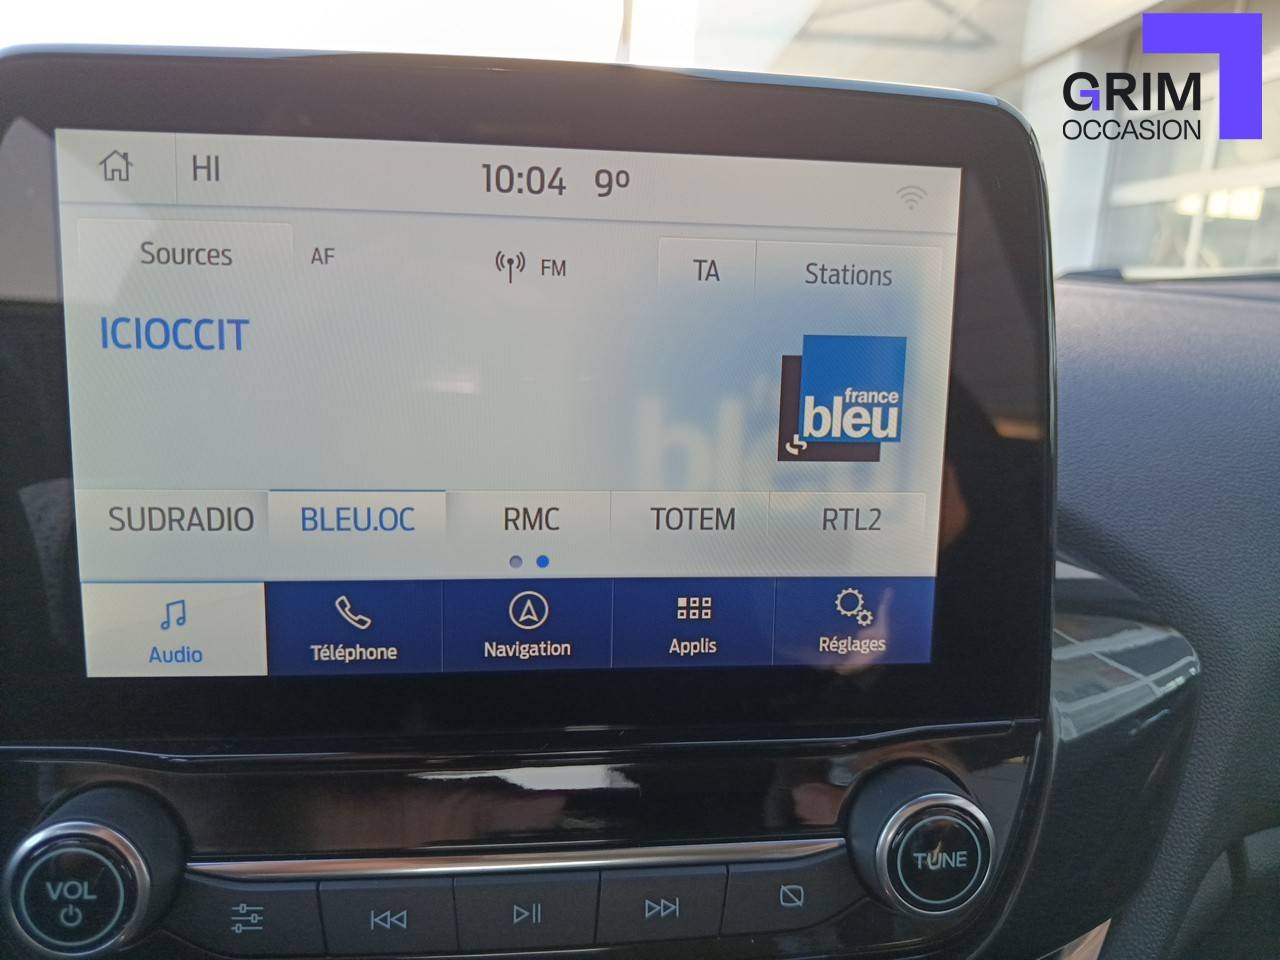 GRIM
OCCASION
HI
10:04 9º
Sources
AF
FM
TA
Stations
ICIOCCIT
france
bleu
SUDRADIO
BLEU.OC
RMC
TOTEM
RTL2
Audio
Téléphone
Navigation
Applis
Réglages
VOL
TUNE